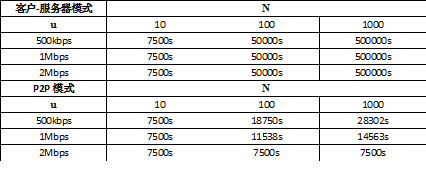 客户-服务器模式 N
u 10 100 1000
500kbps 7500s 50000s 500000s
1Mbps 7500s 50000s 500000s
2Mbps 7500s 50000s 500000s
P2P 模式 N
u 10 100 1000
500kbps 7500s 18750s 28302s
1Mbps 7500s 11538s 14563s
2Mbps 7500s 7500s 7500s